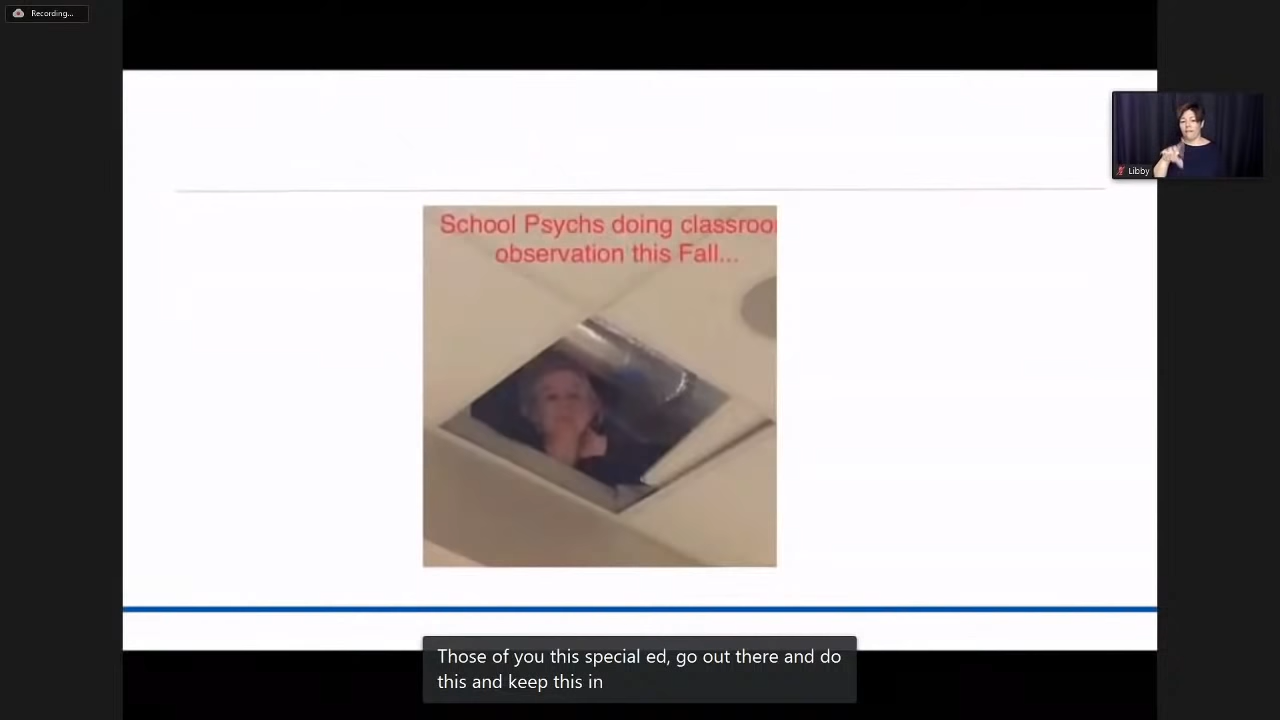 Recording...
School Psychs doing classroo
observation this Fall...
Libby
Those of you this special ed, go out there and do
this and keep this in